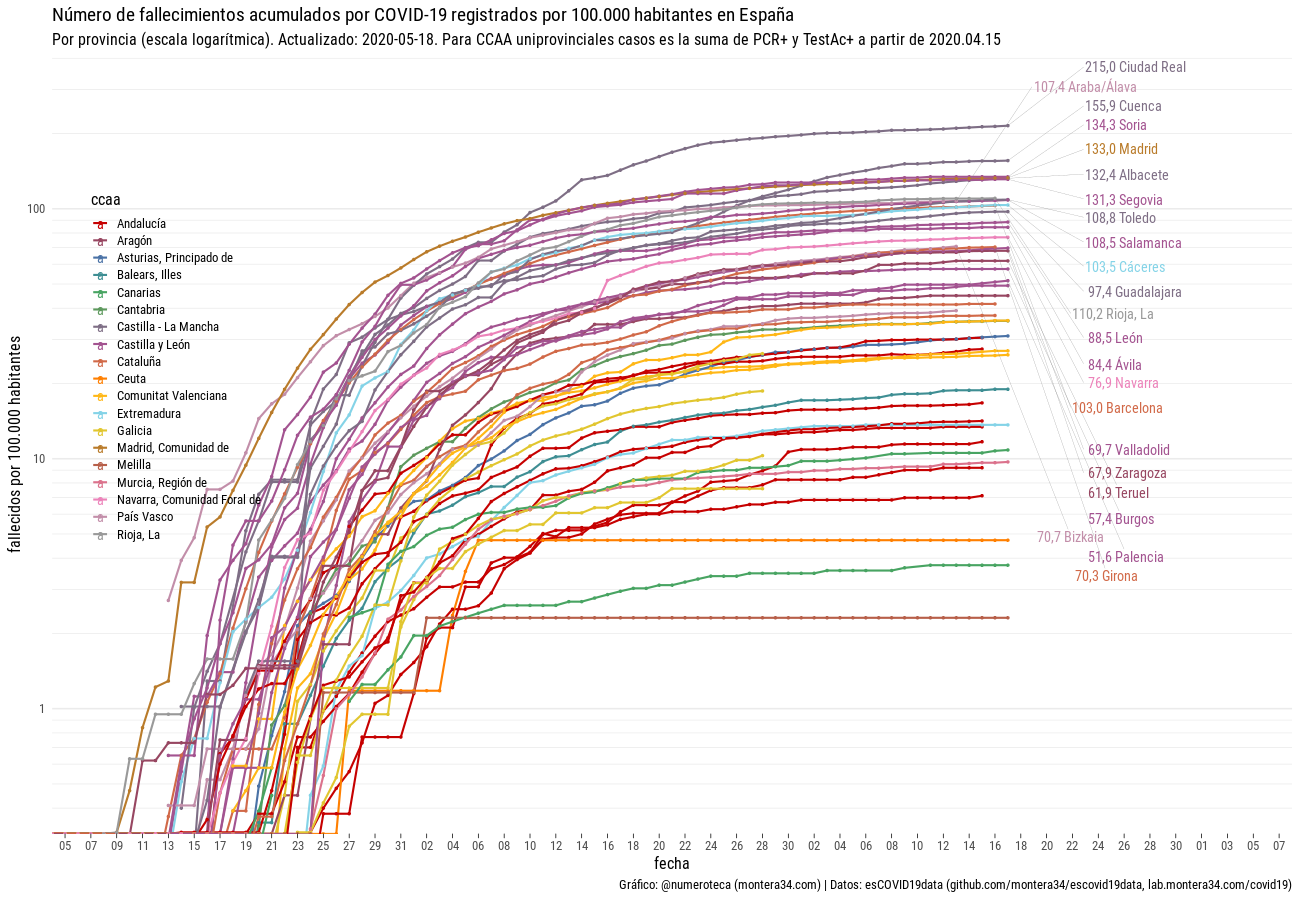 Número de fallecimientos acumulados por COVID-19 registrados por 100.000 habitantes en España
Por provincia (escala logarítmica). Actualizado: 2020-05-18. Para CCAA uniprovinciales casos es la suma de PCR+ y TestAc+ a partir de 2020.04.15
215,0 Ciudad Real
107,4 Araba/Álava
155,9 Cuenca
134,3 Soria
133,0 Madrid
132,4 Albacete
131,3 Segovia
108,8 Toledo
108,5 Salamanca
103,5 Cáceres
97,4 Guadalajara
110,2 Rioja, La
88,5 León
84,4 Ávila
76,9 Navarra
103,0 Barcelona
69,7 Valladolid
67,9 Zaragoza
61,9 Teruel
57,4 Burgos
70,7 Bizkaia
51,6 Palencia
70,3 Girona
ccaa
Andalucía
Aragón
Asturias, Principado de
Balears, Illes
Canarias
Cantabria
Castilla - La Mancha
Castilla y León
Cataluña
Ceuta
Comunitat Valenciana
Extremadura
Galicia
Madrid, Comunidad de
Melilla
Murcia, Región de
Navarra, Comunidad Foral de
País Vasco
Rioja, La
fallecidos por 100.000 habitantes
100
10
1
05 07 09 11 13 15 17 19 21 23 25 27 29 31 02 04 06 08 10 12 14 16 18 20 22 24 26 28 30 02 04 06 08 10 12 14 16 18 20 22 24 26 28 30 01 03 05 07
fecha
Gráfico: @numeroteca (montera34.com) | Datos: esCOVID19data (github.com/montera34/escovid19data, lab.montera34.com/covid19)